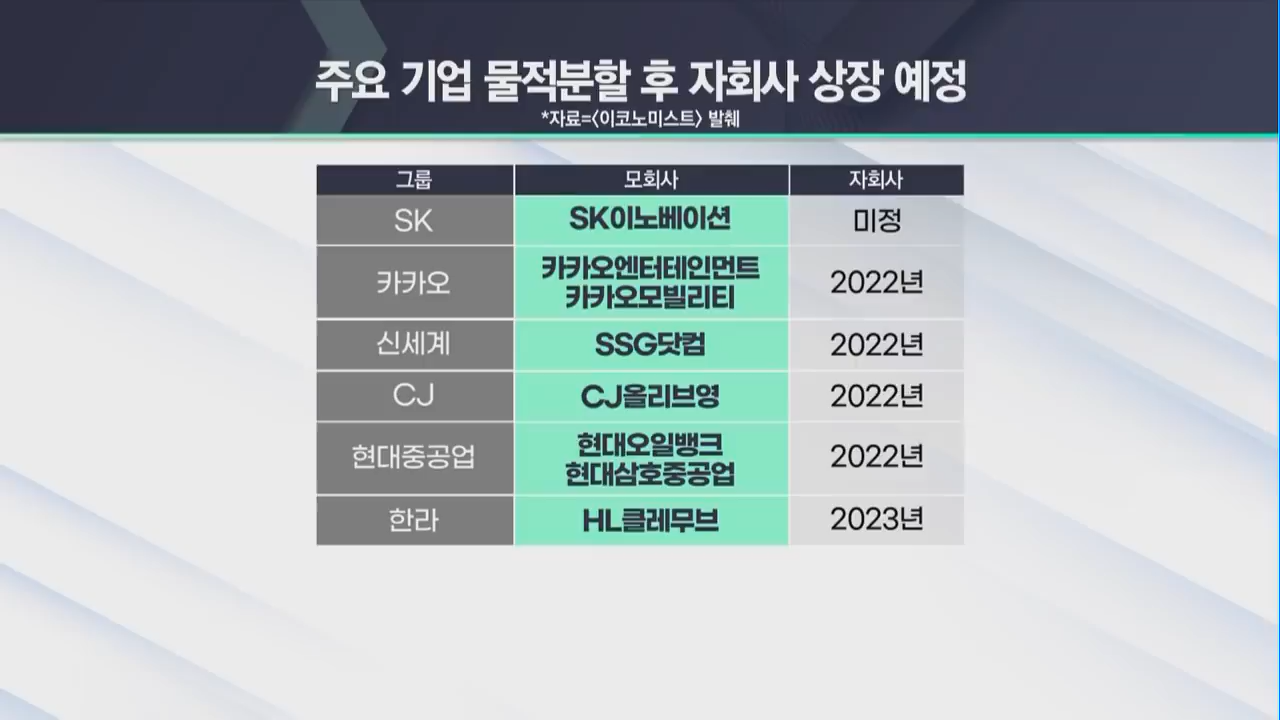 주요 기업 물적분할 후 자회사 상장 예정
*자료=<이코노미스트> 발췌
그룹 모회사 자회사
SK SK이노베이션 미정
카카오 카카오엔터테인먼트 카카오모빌리티 2022년
신세계 SSG닷컴 2022년
CJ CJ올리브영 2022년
현대중공업 현대오일뱅크 현대삼호중공업 2022년
한라 HL클레무브 2023년